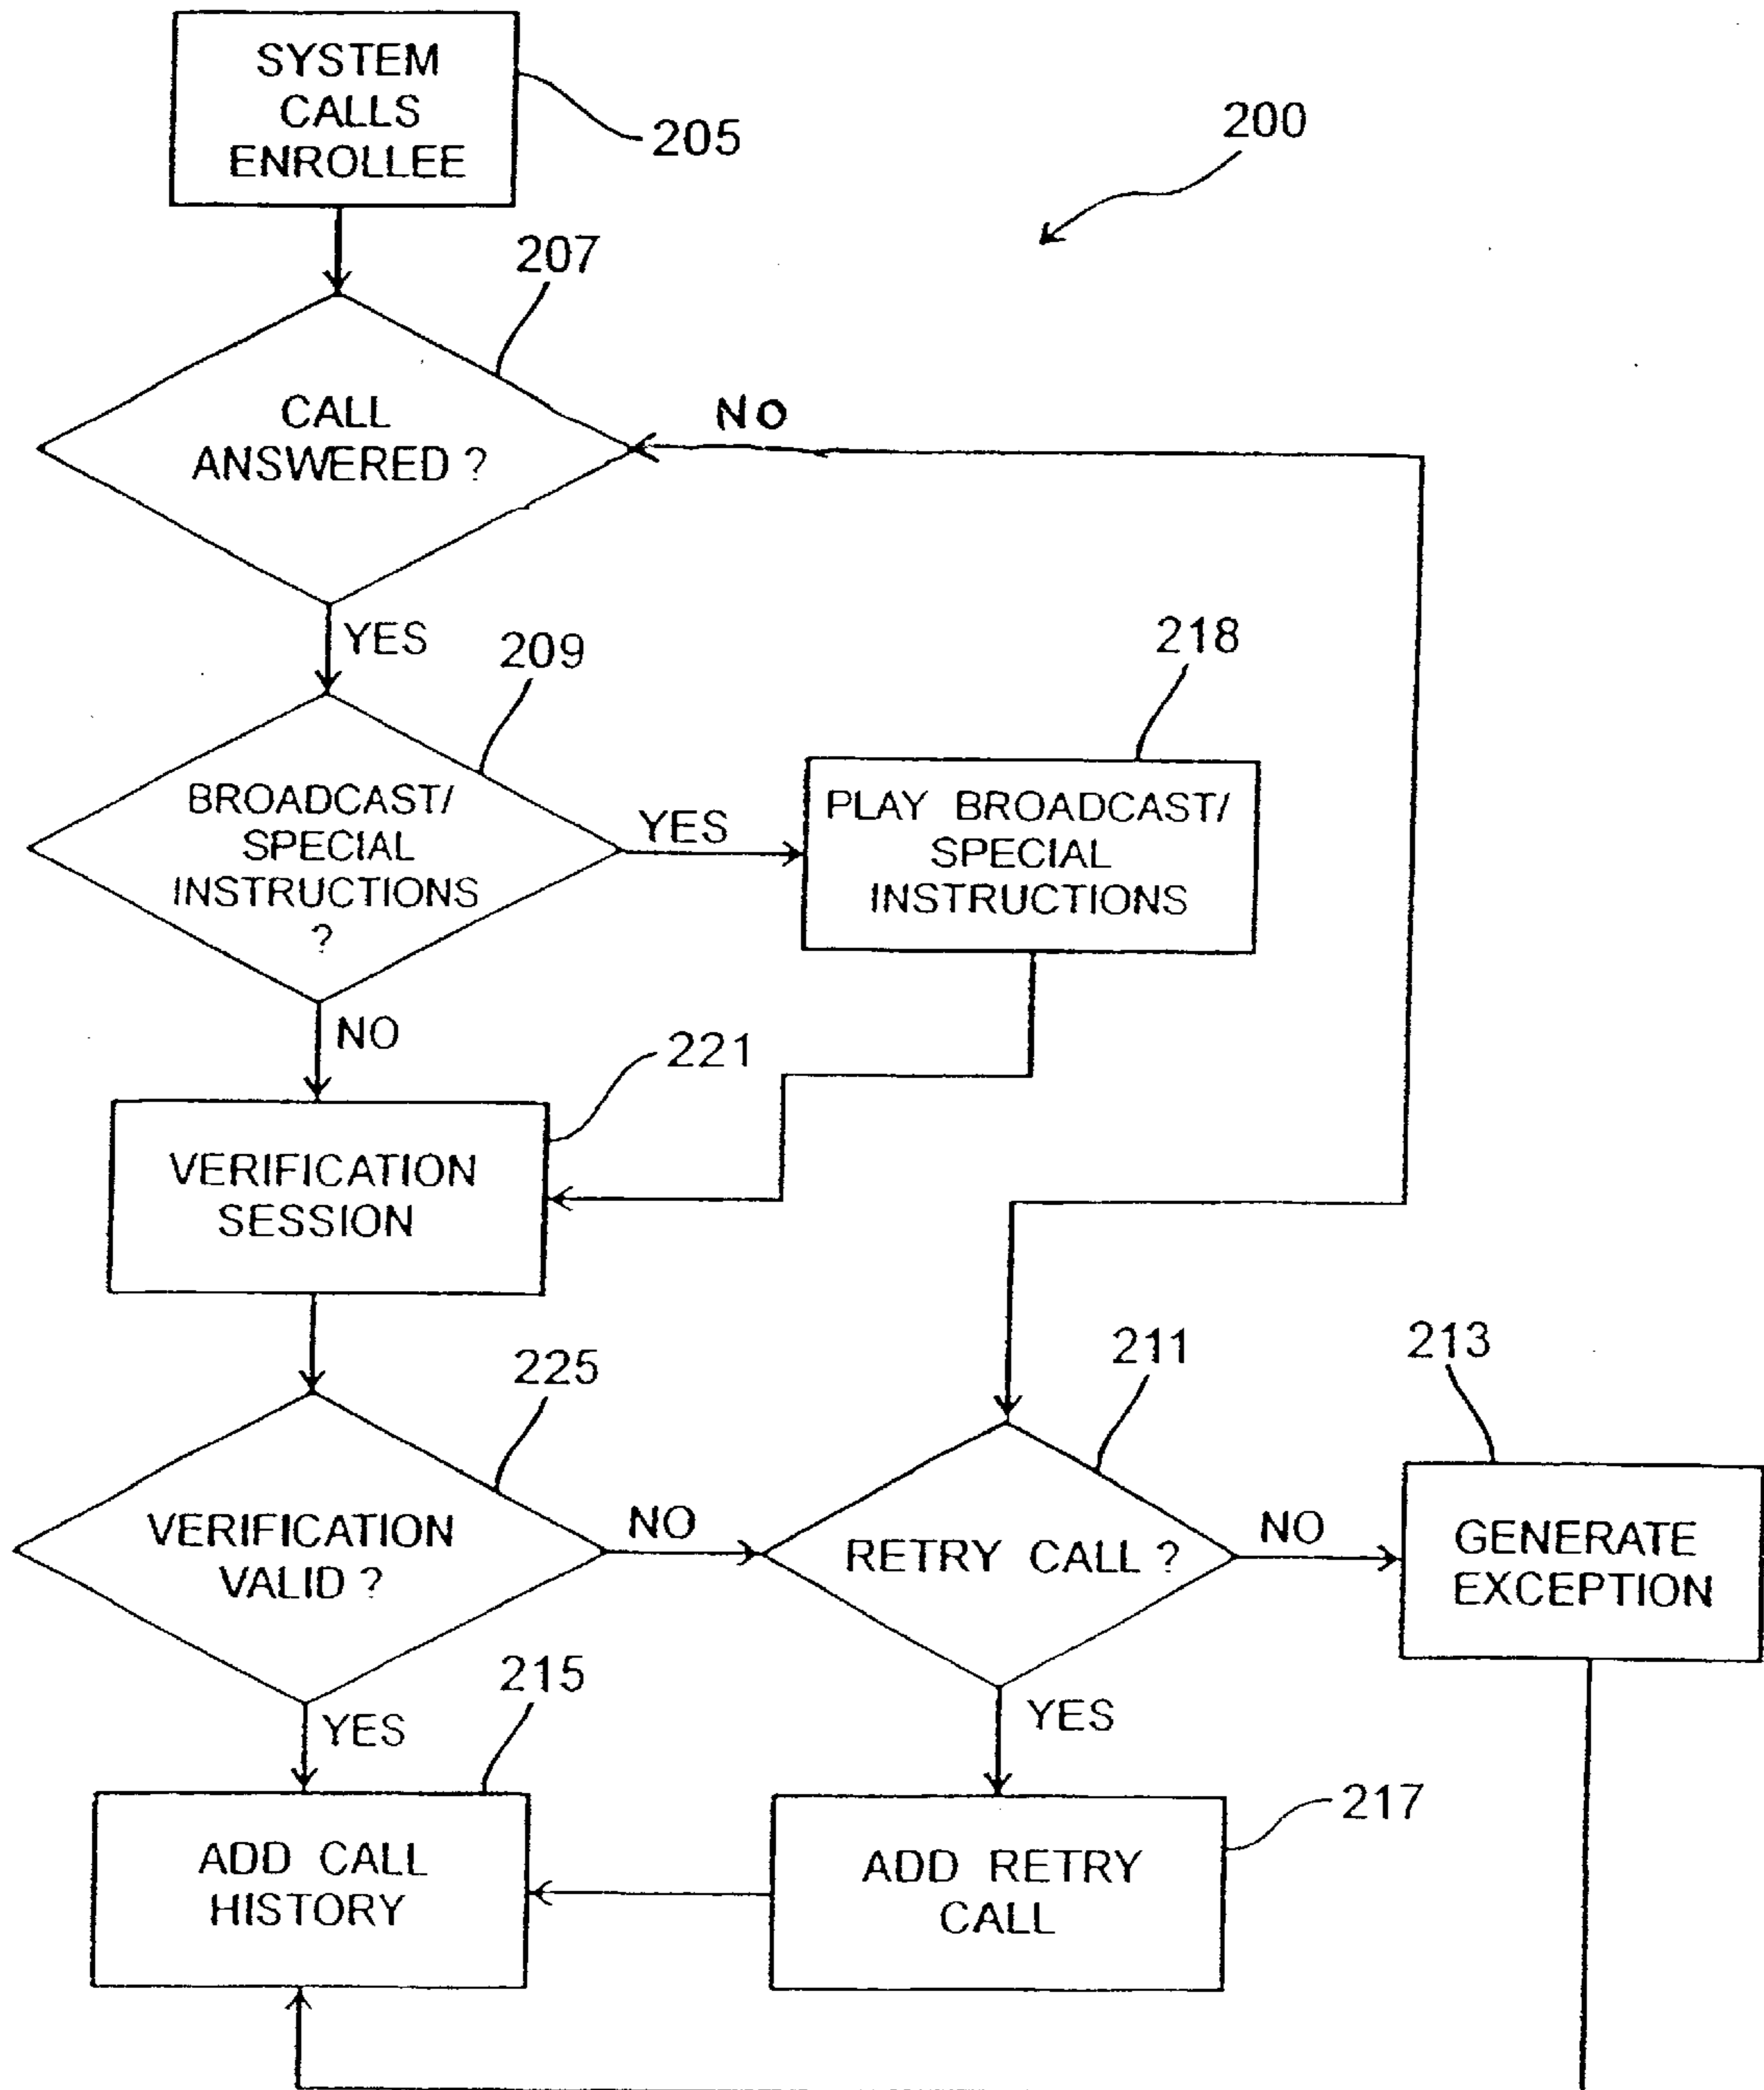 SYSTEM
CALLS
ENROLLEE
205
200
207
CALL
ANSWERED ?
NO
YES
209
218
BROADCAST/
SPECIAL
INSTRUCTIONS
?
YES
PLAY BROADCAST/
SPECIAL
INSTRUCTIONS
NO
221
VERIFICATION
SESSION
225
211
213
VERIFICATION
VALID ?
NO
RETRY CALL ?
NO
GENERATE
EXCEPTION
YES
215
YES
217
ADD CALL
HISTORY
ADD RETRY
CALL